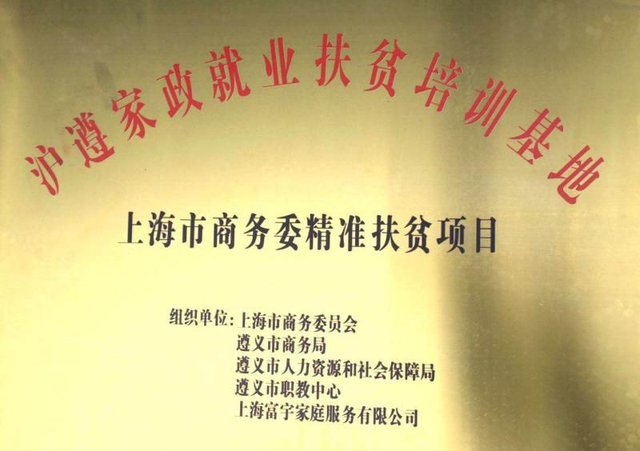 沪遵家政就业扶贫培训基地
上海市商务委精准扶贫项目
组织单位:上海市商务委员会
遵义市商务局
遵义市人力资源和社会保障局
遵义市职教中心
上海富宇家庭服务有限公司